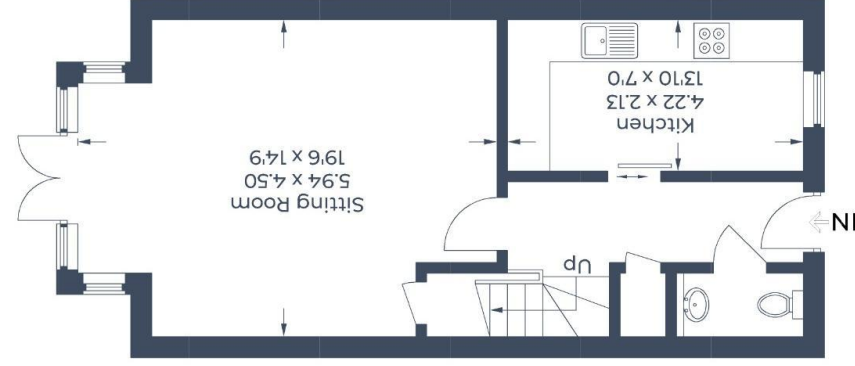 Kitchen
4.22 x 2.13
13'10 x 7'0
Sitting Room
5.94 x 4.50
19'6 x 14'9
IN
Up